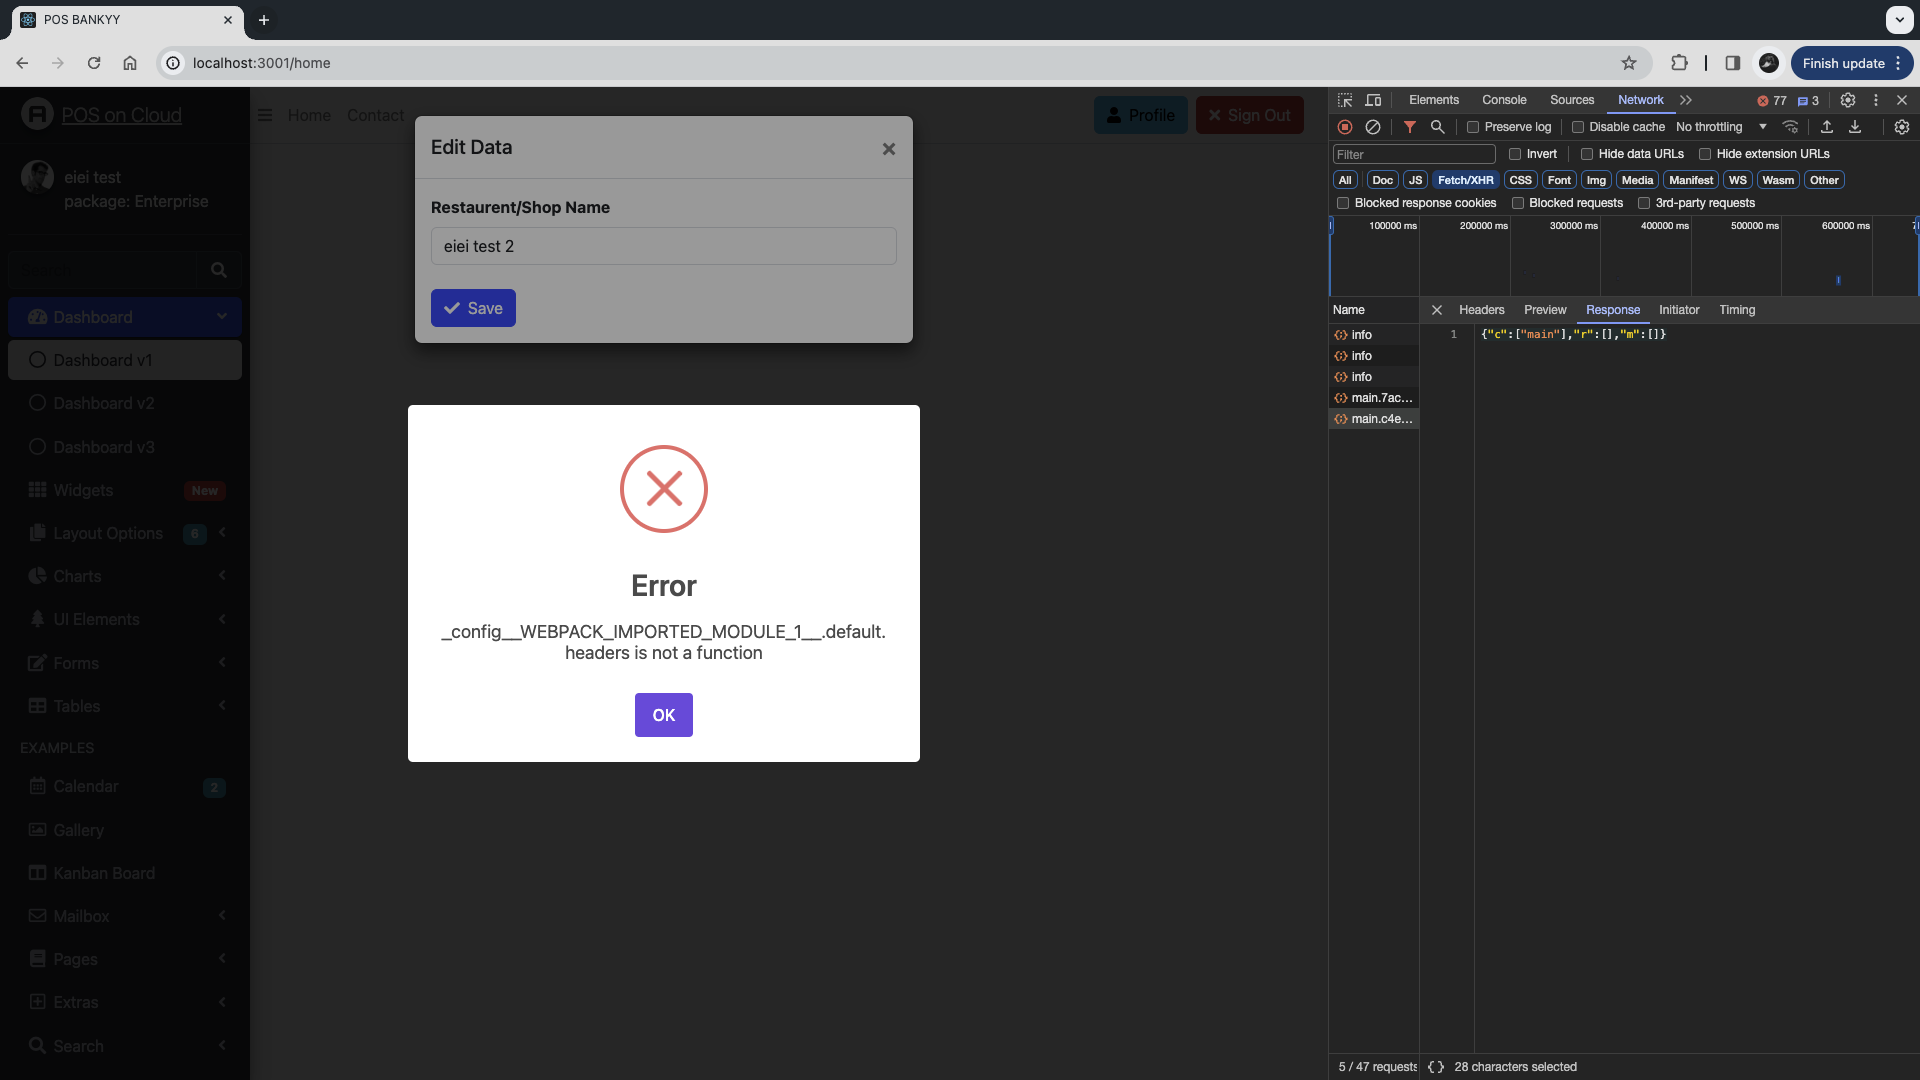 POS BANKYY
localhost:3001/home
Finish update
POS on Cloud
Home
Contact
Profile
Sign Out
eiei test
package: Enterprise
Search
Dashboard
Dashboard v1
Dashboard v2
Dashboard v3
Widgets
New
Layout Options
6
Charts
UI Elements
Forms
Tables
EXAMPLES
Calendar
2
Gallery
Kanban Board
Mailbox
Pages
Extras
Search
Edit Data
Restaurent/Shop Name
eiei test 2
Save
Error
_config__WEBPACK_IMPORTED_MODULE_1__.default.
headers is not a function
OK
Elements Console Sources Network 77 3
Preserve log Disable cache No throttling
Filter Invert Hide data URLs Hide extension URLs
All Doc JS Fetch/XHR CSS Font Img Media Manifest WS Wasm Other
Blocked response cookies Blocked requests 3rd-party requests
100000 ms 200000 ms 300000 ms 400000 ms 500000 ms 600000 ms
Name Headers Preview Response Initiator Timing
info
info
info
main.7ac...
main.c4e...
1 {"c":["main"],"r":[],"m":[]}
5 / 47 requests {} 28 characters selected